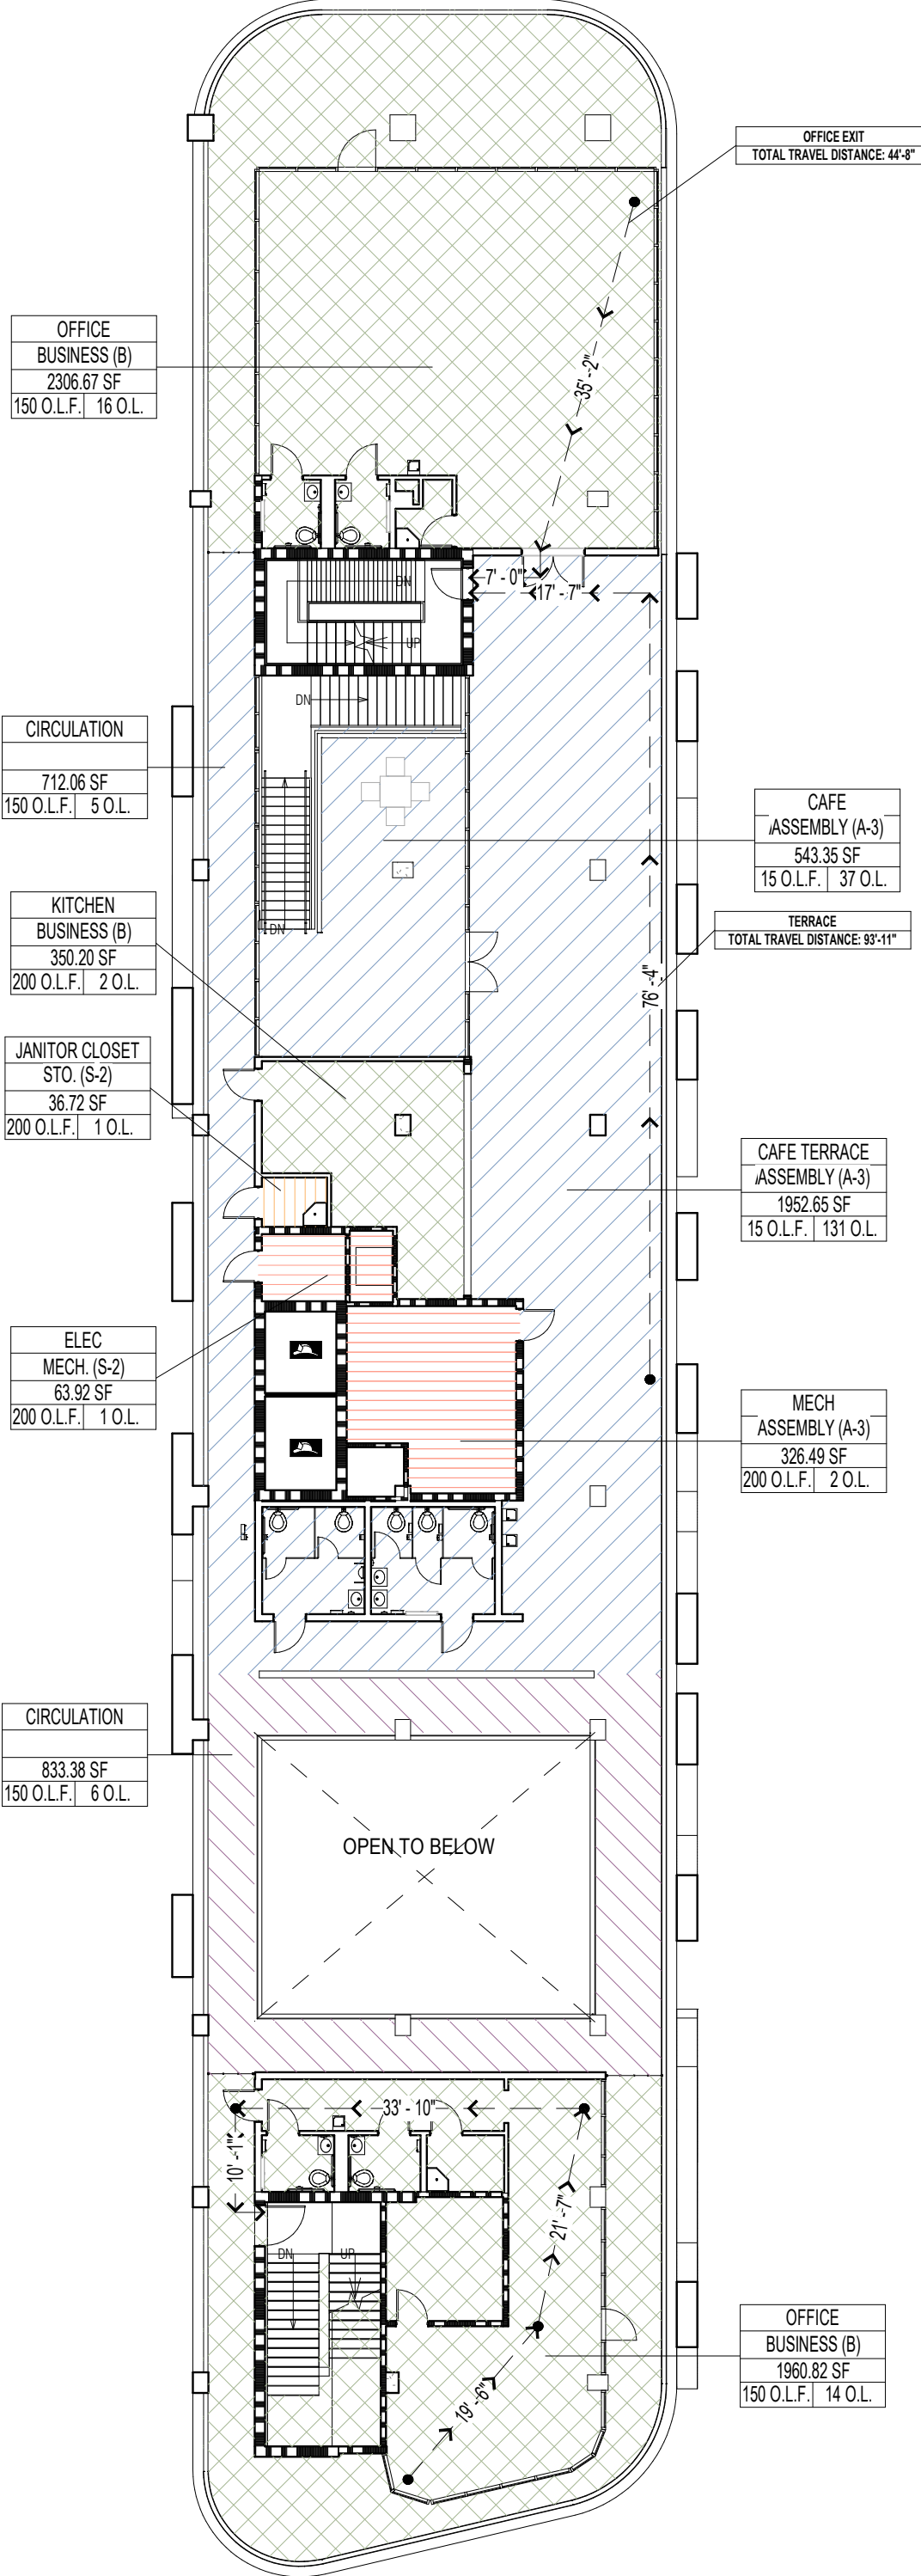 OFFICE EXIT
TOTAL TRAVEL DISTANCE: 44'-8"
OFFICE
BUSINESS (B)
2306.67 SF
150 O.L.F. 16 O.L.
35' - 2"
DN
7' - 0"
17' - 7"
UP
DN
CIRCULATION
712.06 SF
150 O.L.F. 5 O.L.
CAFE
ASSEMBLY (A-3)
543.35 SF
15 O.L.F. 37 O.L.
KITCHEN
BUSINESS (B)
350.20 SF
200 O.L.F. 2 O.L.
DN
TERRACE
TOTAL TRAVEL DISTANCE: 93'-11"
76' - 4"
JANITOR CLOSET
STO. (S-2)
36.72 SF
200 O.L.F. 1 O.L.
CAFE TERRACE
ASSEMBLY (A-3)
1952.65 SF
15 O.L.F. 131 O.L.
ELEC
MECH. (S-2)
63.92 SF
200 O.L.F. 1 O.L.
MECH
ASSEMBLY (A-3)
326.49 SF
200 O.L.F. 2 O.L.
CIRCULATION
833.38 SF
150 O.L.F. 6 O.L.
OPEN TO BELOW
33' - 10"
10' - 1"
21' - 7"
DN
UP
OFFICE
BUSINESS (B)
1960.82 SF
150 O.L.F. 14 O.L.
19' - 6"